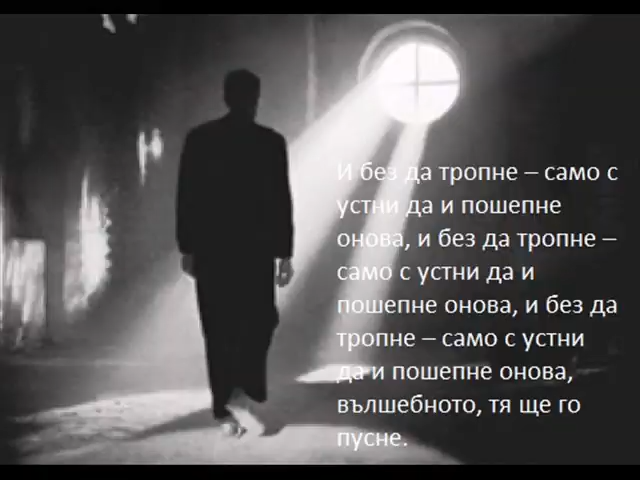 И без да тропне – само с
устни да и пошепне
онова, и без да тропне –
само с устни да и
пошепне онова, и без да
тропне – само с устни
да и пошепне онова,
вълшебното, тя ще го
пусне.